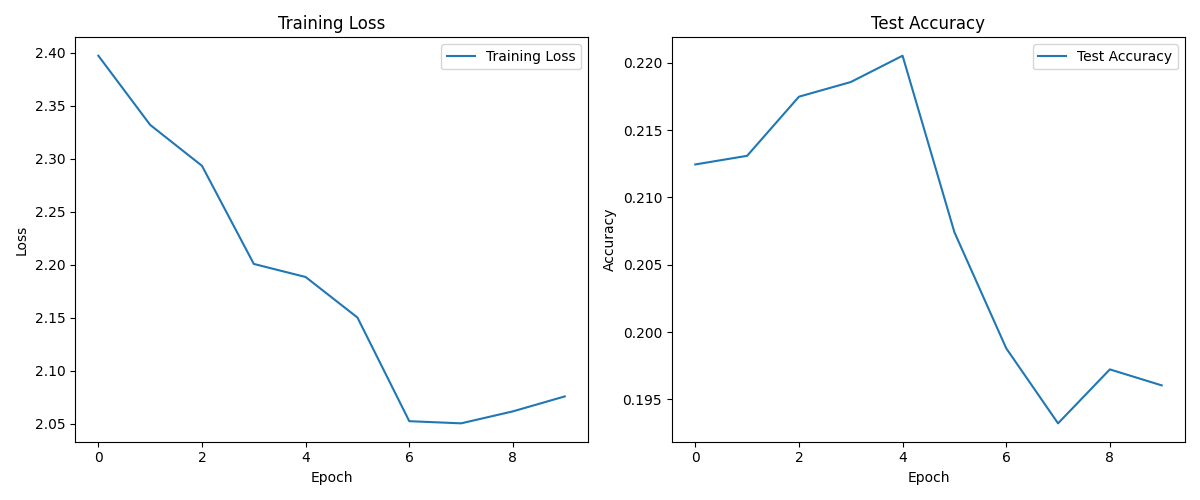 Training Loss
Training Loss
2.40
2.35
2.30
2.25
2.20
2.15
2.10
2.05
Loss
0 2 4 6 8
Epoch
Test Accuracy
Test Accuracy
0.220
0.215
0.210
0.205
0.200
0.195
Accuracy
0 2 4 6 8
Epoch